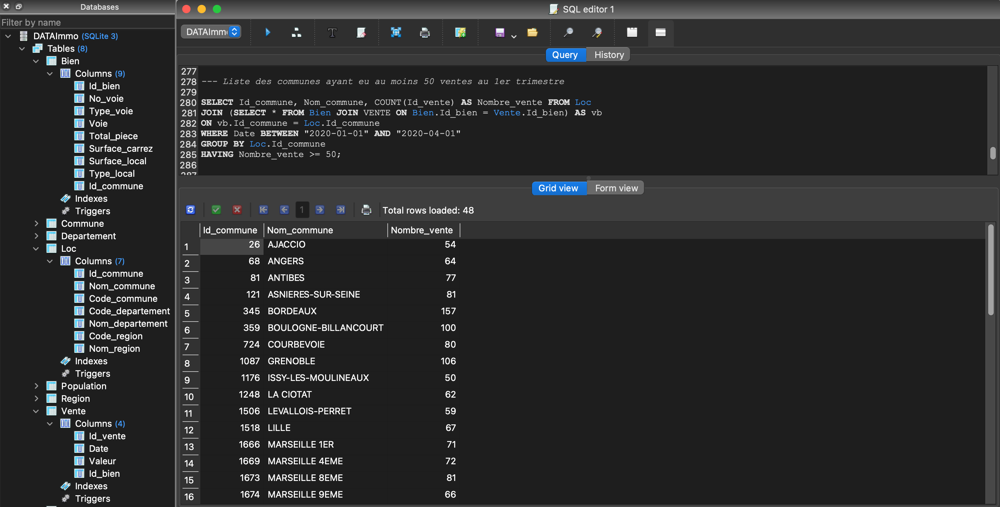 Databases
Filter by name
DATAImmo (SQLite 3)
Tables (8)
Bien
Columns (9)
Id_bien
No_voie
Type_voie
Voie
Total_piece
Surface_carrez
Surface_local
Type_local
Id_commune
Indexes
Triggers
Commune
Departement
Loc
Columns (7)
Id_commune
Nom_commune
Code_commune
Code_departement
Nom_departement
Code_region
Nom_region
Indexes
Triggers
Population
Region
Vente
Columns (4)
Id_vente
Date
Valeur
Id_bien
Indexes
Triggers
SQL editor 1
DATAImm
Query History
277
278 --- Liste des communes ayant eu au moins 50 ventes au 1er trimestre
279
280 SELECT Id_commune, Nom_commune, COUNT(Id_vente) AS Nombre_vente FROM Loc
281 JOIN (SELECT * FROM Bien JOIN VENTE ON Bien.Id_bien = Vente.Id_bien) AS vb
282 ON vb.Id_commune = Loc.Id_commune
283 WHERE Date BETWEEN "2020-01-01" AND "2020-04-01"
284 GROUP BY Loc.Id_commune
285 HAVING Nombre_vente >= 50;
286
287
Grid view Form view
1 Total rows loaded: 48
Id_commune Nom_commune Nombre_vente
1 26 AJACCIO 54
2 68 ANGERS 64
3 81 ANTIBES 77
4 121 ASNIERES-SUR-SEINE 81
5 345 BORDEAUX 157
6 359 BOULOGNE-BILLANCOURT 100
7 724 COURBEVOIE 80
8 1087 GRENOBLE 106
9 1176 ISSY-LES-MOULINEAUX 50
10 1248 LA CIOTAT 62
11 1506 LEVALLOIS-PERRET 59
12 1518 LILLE 67
13 1666 MARSEILLE 1ER 71
14 1669 MARSEILLE 4EME 72
15 1673 MARSEILLE 8EME 81
16 1674 MARSEILLE 9EME 66